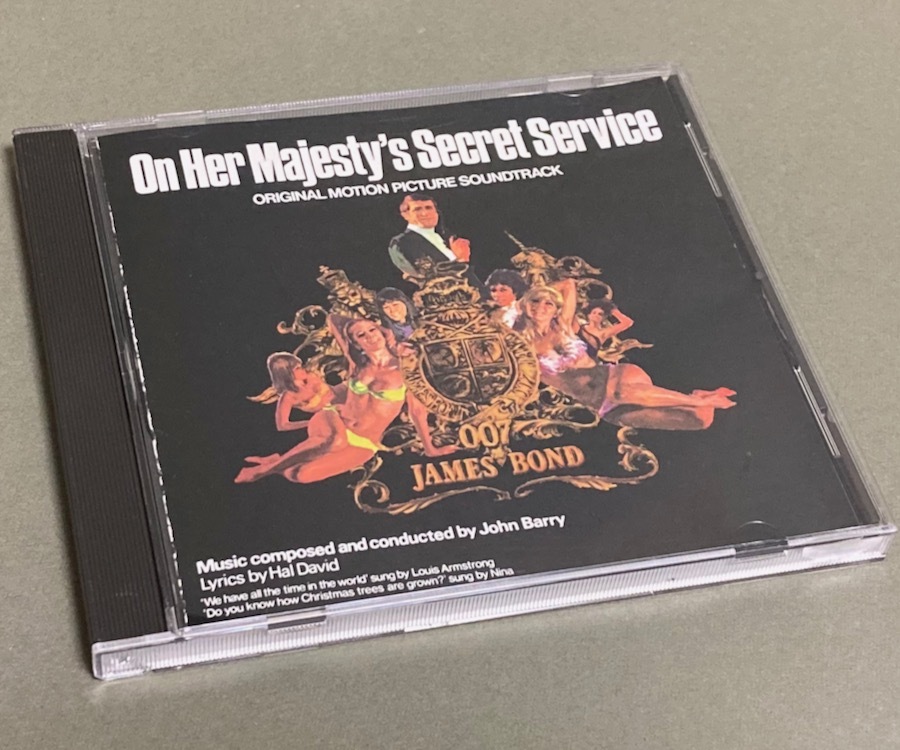 On Her Majesty's Secret Service
ORIGINAL MOTION PICTURE SOUNDTRACK
007
JAMES BOND
Music composed and conducted by John Barry
Lyrics by Hal David
'We have all the time in the world' sung by Louis Armstrong
'Do you know how Christmas trees are grown?' sung by Nina